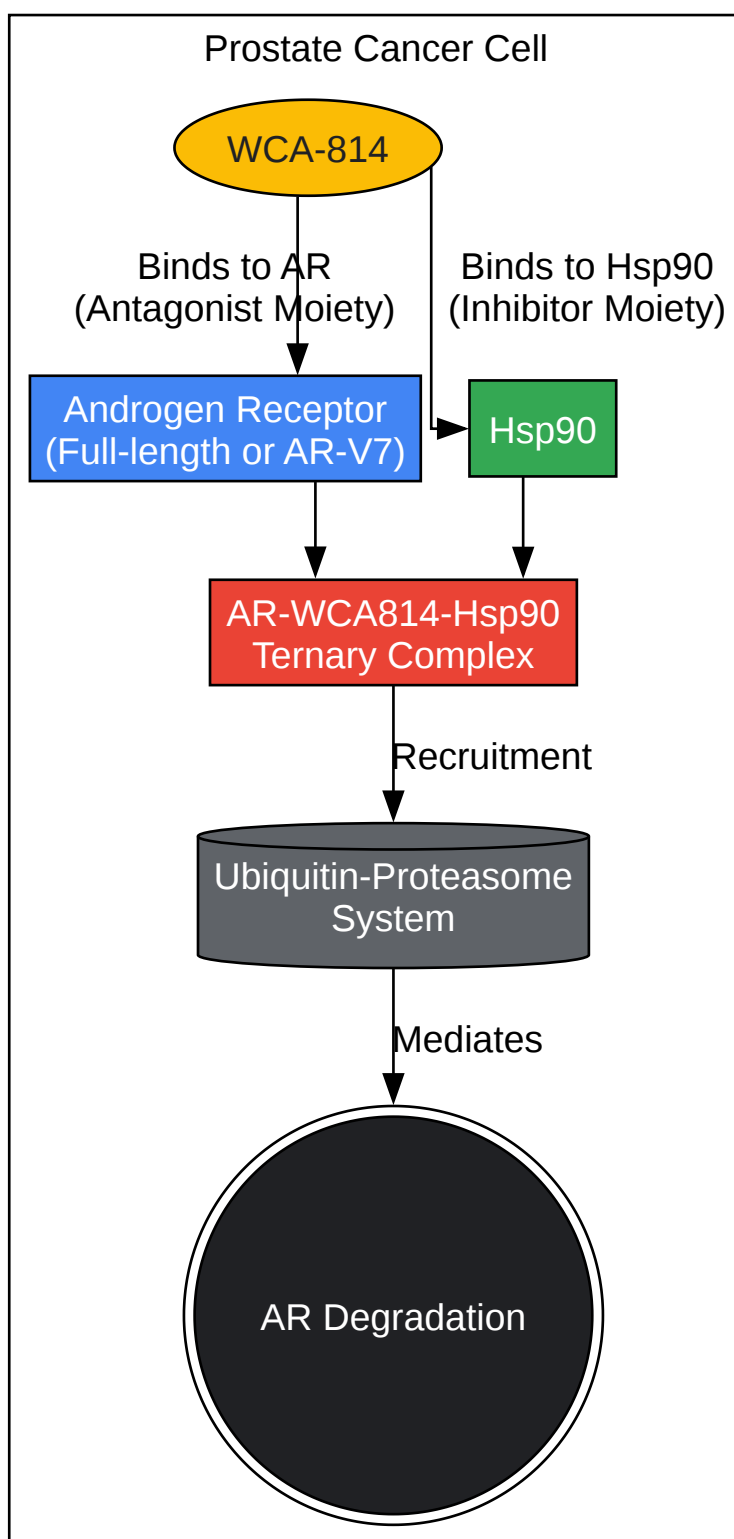 Prostate Cancer Cell
WCA-814
Binds to AR
(Antagonist Moiety)
Binds to Hsp90
(Inhibitor Moiety)
Androgen Receptor
(Full-length or AR-V7)
Hsp90
AR-WCA814-Hsp90
Ternary Complex
Recruitment
Ubiquitin-Proteasome
System
Mediates
AR Degradation